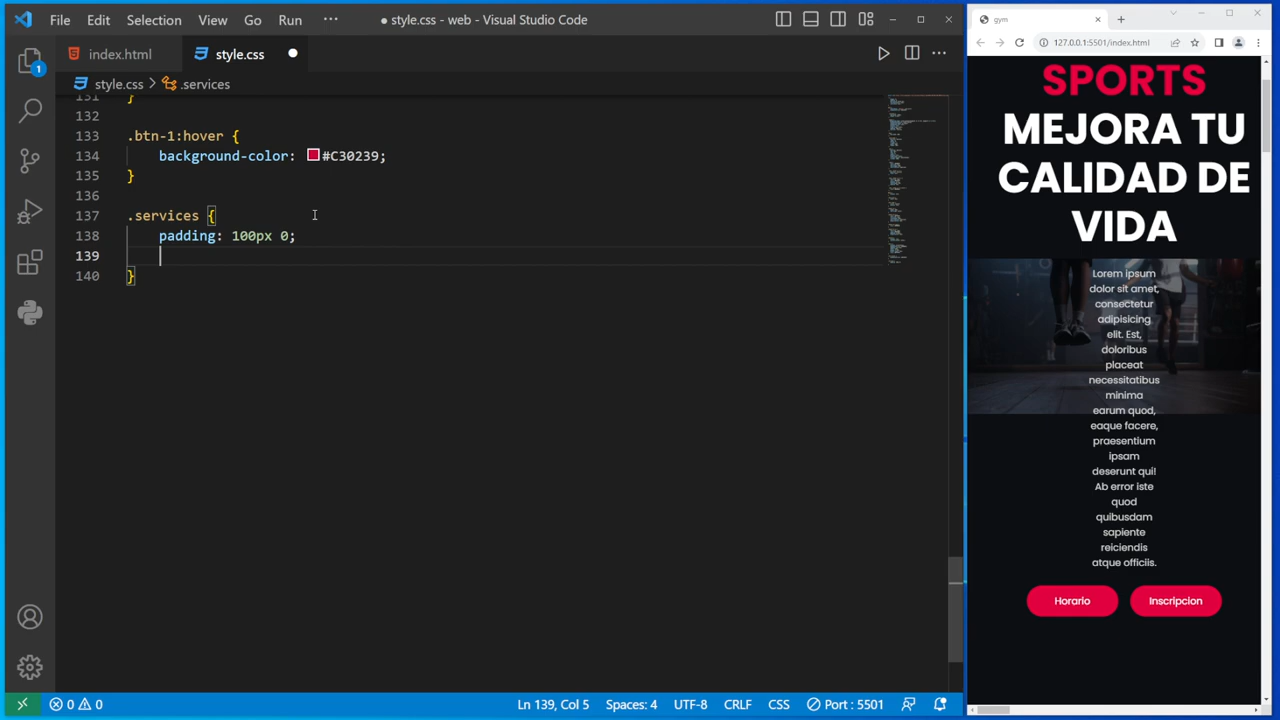 File Edit Selection View Go Run ··· ● style.css - web - Visual Studio Code
index.html style.css
style.css > .services
131 }
132
133 .btn-1:hover {
134 background-color: #C30239;
135 }
136
137 .services {
138 padding: 100px 0;
139
140 }
1
0 0 Ln 139, Col 5 Spaces: 4 UTF-8 CRLF CSS Port : 5501
gym
127.0.0.1:5501/index.html
SPORTS
MEJORA TU
CALIDAD DE
VIDA
Lorem ipsum
dolor sit amet,
consectetur
adipisicing
elit. Est,
doloribus
placeat
necessitatibus
minima
earum quod,
eaque facere,
praesentium
ipsam
deserunt qui!
Ab error iste
quod
quibusdam
sapiente
reiciendis
atque officiis.
Horario Inscripcion